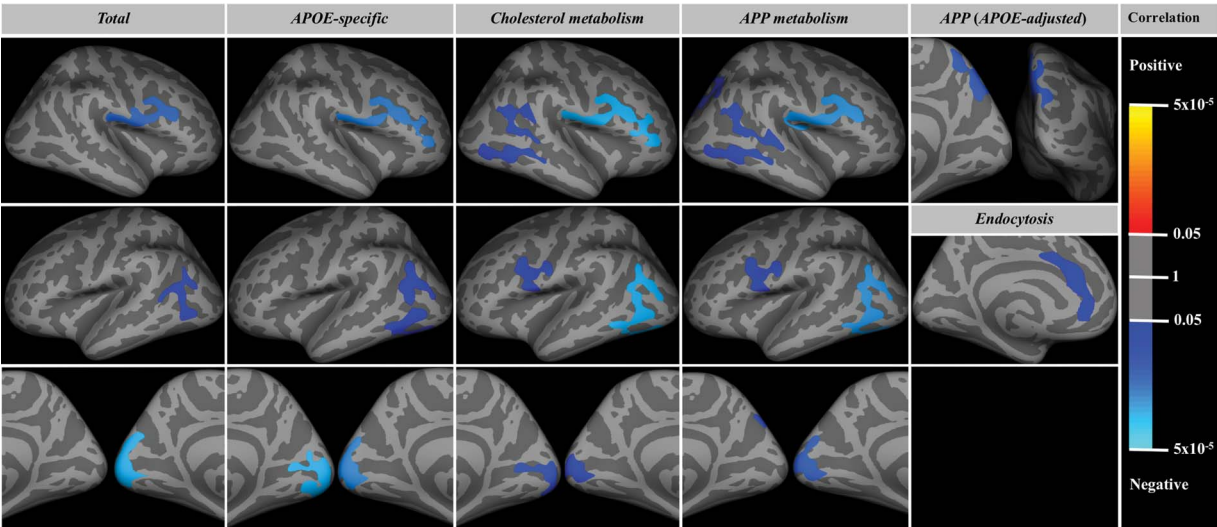 Total
APOE-specific
Cholesterol metabolism
APP metabolism
APP (APOE-adjusted)
Correlation
Positive
5x10⁻⁵
0.05
1
0.05
5x10⁻⁵
Negative
Endocytosis